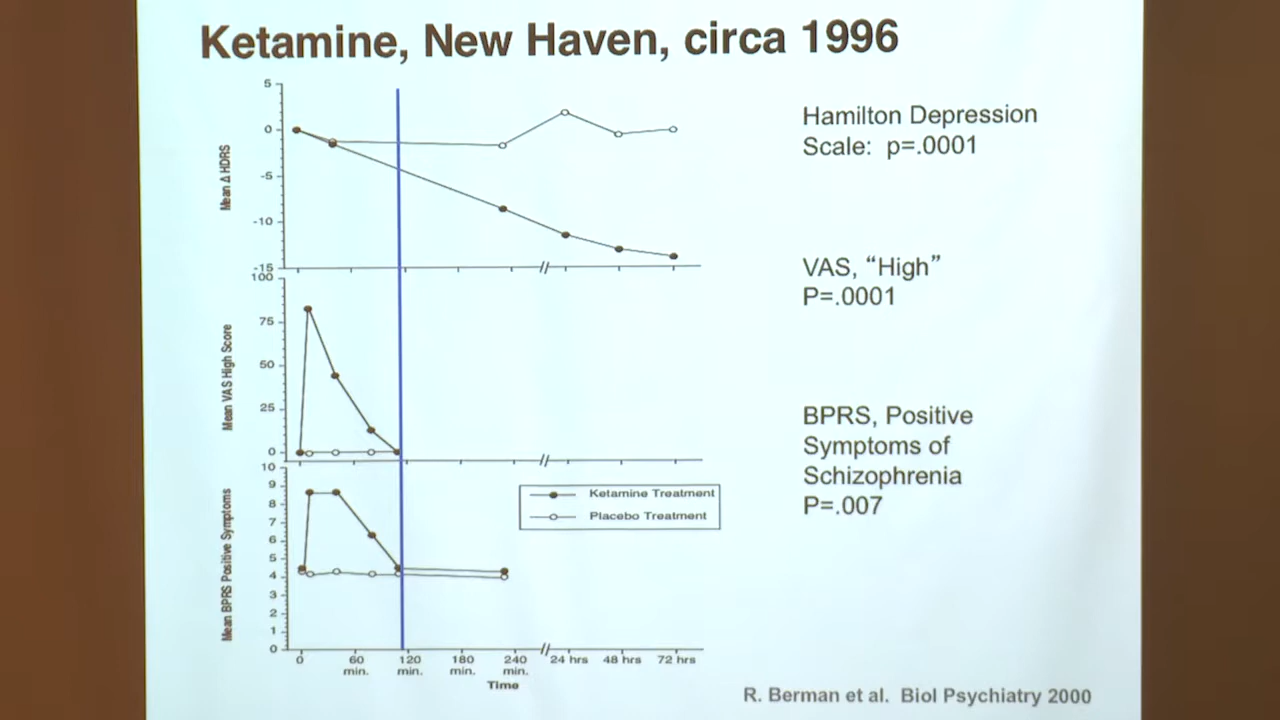 Ketamine, New Haven, circa 1996
5
0
-5
-10
-15
Mean Δ HDRS
Hamilton Depression
Scale: p=.0001
100
75
50
25
0
Mean VAS High Score
VAS, “High”
P=.0001
10
9
8
7
6
5
4
3
2
1
0
Mean BPRS Positive Symptoms
Ketamine Treatment
Placebo Treatment
BPRS, Positive
Symptoms of
Schizophrenia
P=.007
0 60 120 180 240 24 hrs 48 hrs 72 hrs
min. min. min. min.
Time
R. Berman et al. Biol Psychiatry 2000